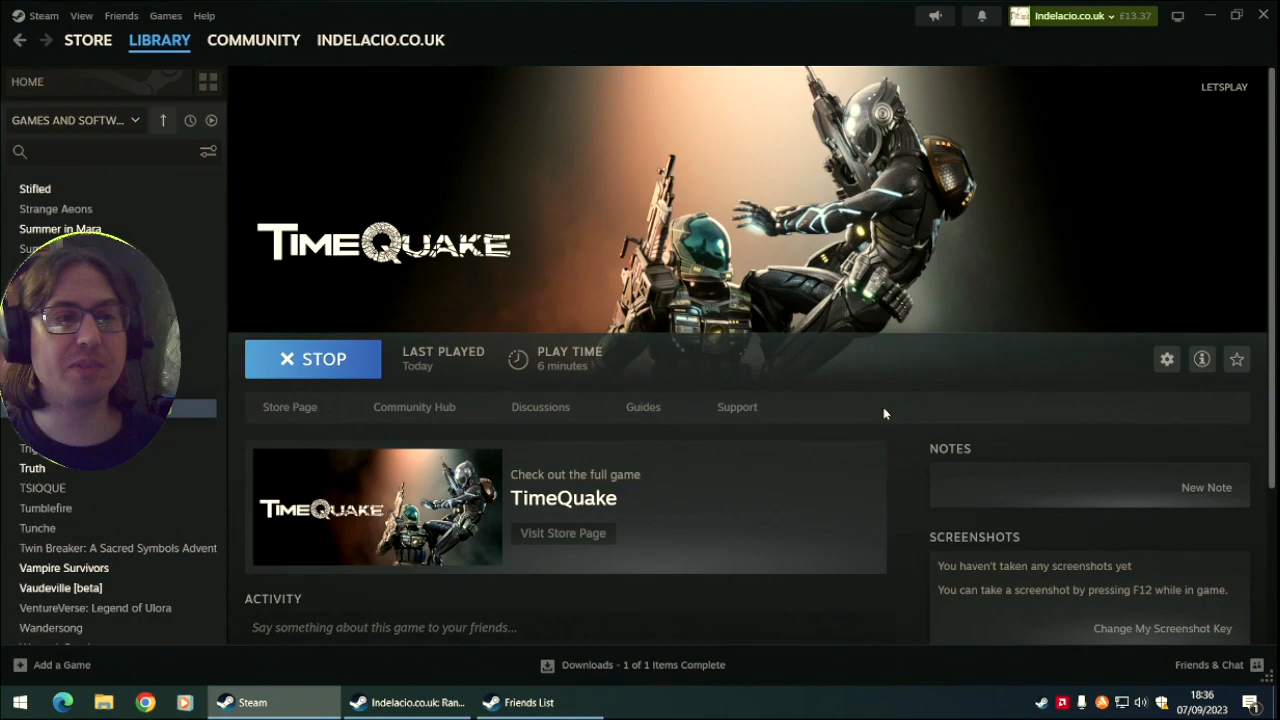 Steam View Friends Games Help
Indelacio.co.uk £13.37
STORE LIBRARY COMMUNITY INDELACIO.CO.UK
HOME
GAMES AND SOFTW...
Stifled
Strange Aeons
Summer in Mara
Truth
TSIOQUE
Tumblefire
Tunche
Twin Breaker: A Sacred Symbols Advent
Vampire Survivors
Vaudeville [beta]
VentureVerse: Legend of Ulora
Wandersong
LETSPLAY
TIMEQUAKE
STOP
LAST PLAYED
Today
PLAY TIME
6 minutes
Store Page Community Hub Discussions Guides Support
TIMEQUAKE
Check out the full game
TimeQuake
Visit Store Page
ACTIVITY
Say something about this game to your friends...
NOTES
New Note
SCREENSHOTS
You haven't taken any screenshots yet
You can take a screenshot by pressing F12 while in game.
Change My Screenshot Key
Add a Game
Downloads - 1 of 1 Items Complete
Friends & Chat
Steam
Indelacio.co.uk: Ran...
Friends List
18:36
07/09/2023
1